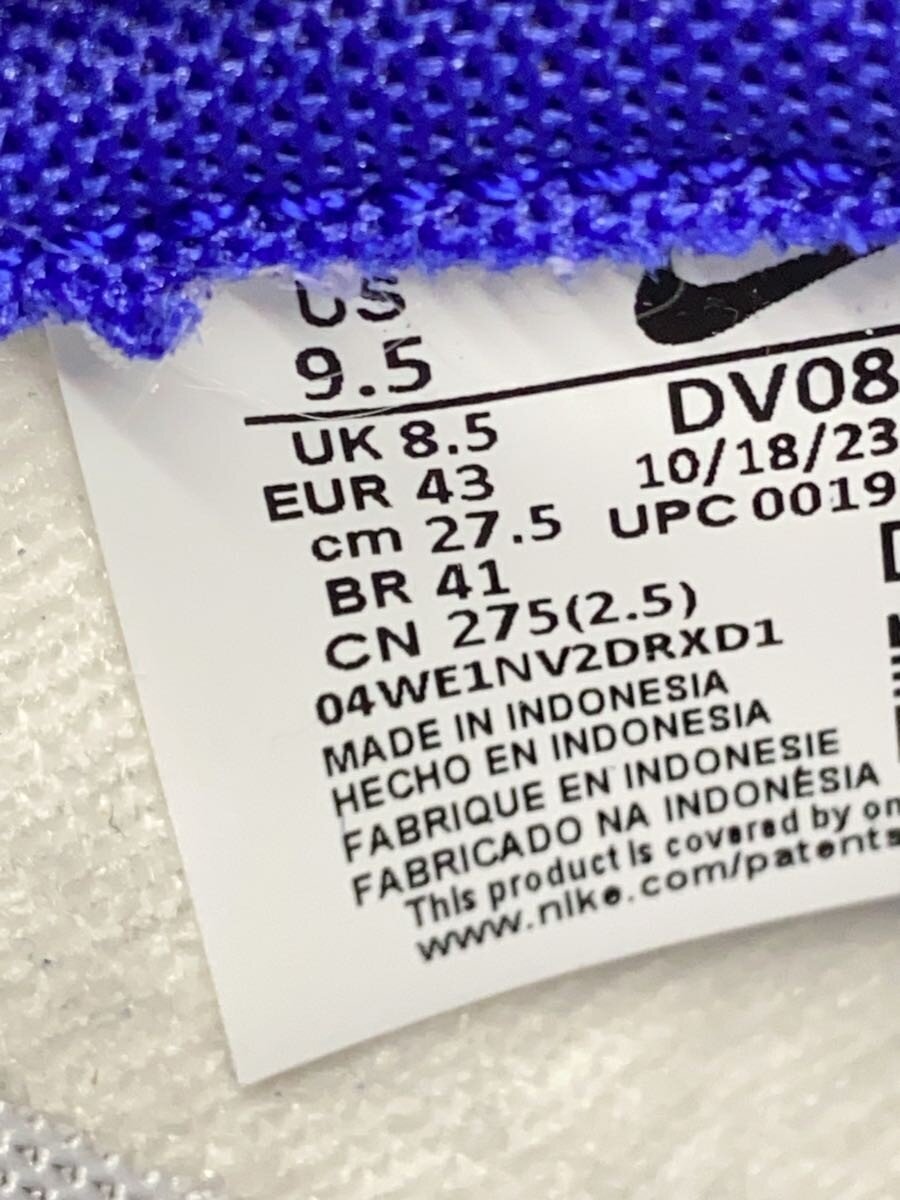 US
9.5
UK 8.5
EUR 43
cm 27.5
BR 41
CN 275(2.5)
04WE1NV2DRXD1
MADE IN INDONESIA
HECHO EN INDONESIA
FABRIQUE EN INDONESIE
FABRICADO NA INDONÉSIA
This product is covered by on
www.nike.com/patents
DV08
10/18/23
UPC 0019